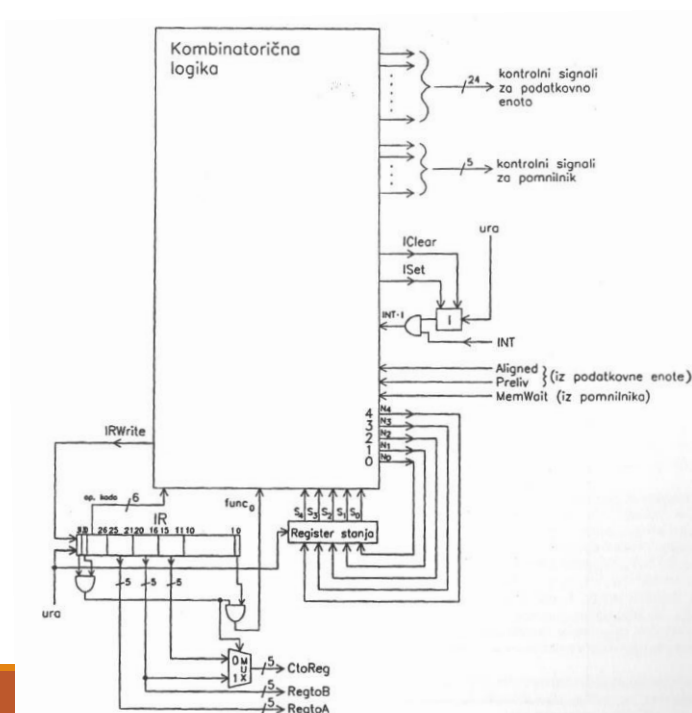 Kombinatorična
logika
24
kontrolni signali
za podatkovno
enoto
5
kontrolni signali
za pomnilnik
ura
IClear
ISet
INT·I
I
INT
Aligned
Preliv
(iz podatkovne enote)
MemWait (iz pomnilnika)
4 N4
3 N3
2 N2
1 N1
0 N0
IRWrite
op. koda
6
func0
IR
S4 S3 S2 S1 S0
26 25 21 20 16 15 11 10 1 0
Register stanja
5 5 5
ura
0 MUX 1
5 CtoReg
5 RegtoB
5 RegtoA